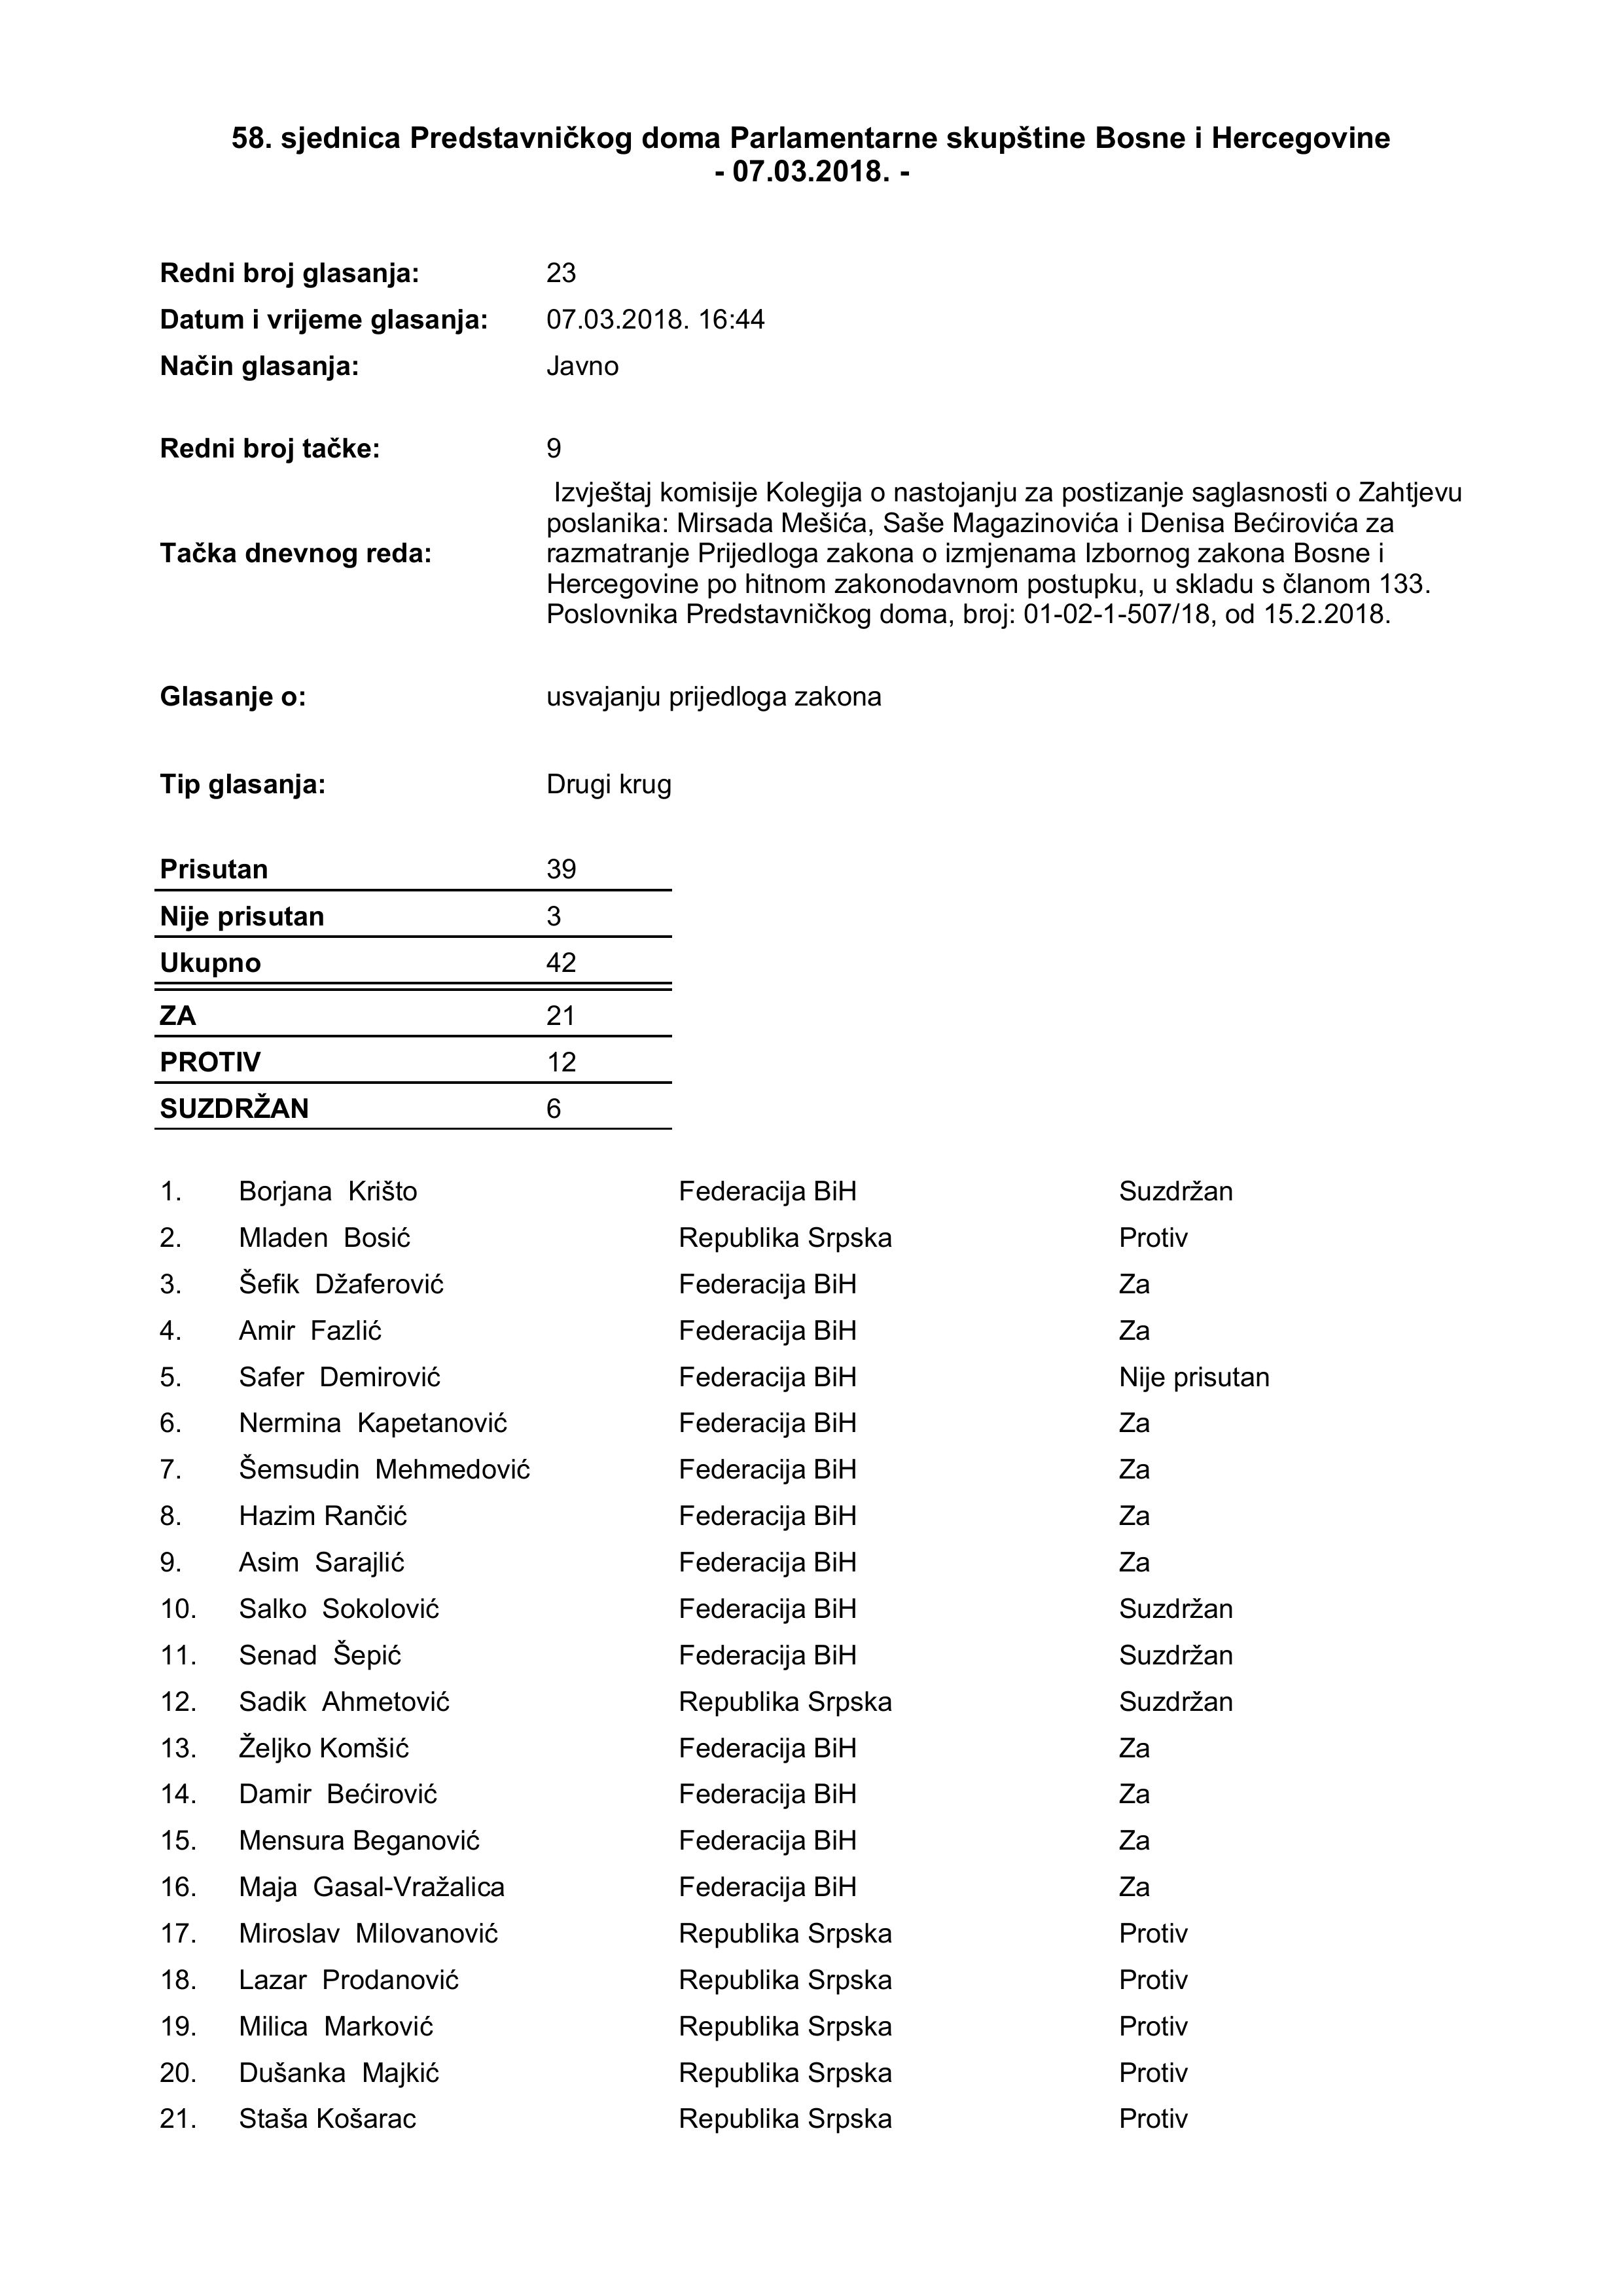 58. sjednica Predstavničkog doma Parlamentarne skupštine Bosne i Hercegovine
- 07.03.2018. -
Redni broj glasanja: 23
Datum i vrijeme glasanja: 07.03.2018. 16:44
Način glasanja: Javno
Redni broj tačke: 9
Tačka dnevnog reda:
Izvještaj komisije Kolegija o nastojanju za postizanje saglasnosti o Zahtjevu
poslanika: Mirsada Mešića, Saše Magazinovića i Denisa Bećirovića za
razmatranje Prijedloga zakona o izmjenama Izbornog zakona Bosne i
Hercegovine po hitnom zakonodavnom postupku, u skladu s članom 133.
Poslovnika Predstavničkog doma, broj: 01-02-1-507/18, od 15.2.2018.
Glasanje o: usvajanju prijedloga zakona
Tip glasanja: Drugi krug
Prisutan 39
Nije prisutan 3
Ukupno 42
ZA 21
PROTIV 12
SUZDRŽAN 6
1. Borjana Krišto Federacija BiH Suzdržan
2. Mladen Bosić Republika Srpska Protiv
3. Šefik Džaferović Federacija BiH Za
4. Amir Fazlić Federacija BiH Za
5. Safer Demirović Federacija BiH Nije prisutan
6. Nermina Kapetanović Federacija BiH Za
7. Šemsudin Mehmedović Federacija BiH Za
8. Hazim Rančić Federacija BiH Za
9. Asim Sarajlić Federacija BiH Za
10. Salko Sokolović Federacija BiH Suzdržan
11. Senad Šepić Federacija BiH Suzdržan
12. Sadik Ahmetović Republika Srpska Suzdržan
13. Željko Komšić Federacija BiH Za
14. Damir Bećirović Federacija BiH Za
15. Mensura Beganović Federacija BiH Za
16. Maja Gasal-Vražalica Federacija BiH Za
17. Miroslav Milovanović Republika Srpska Protiv
18. Lazar Prodanović Republika Srpska Protiv
19. Milica Marković Republika Srpska Protiv
20. Dušanka Majkić Republika Srpska Protiv
21. Staša Košarac Republika Srpska Protiv